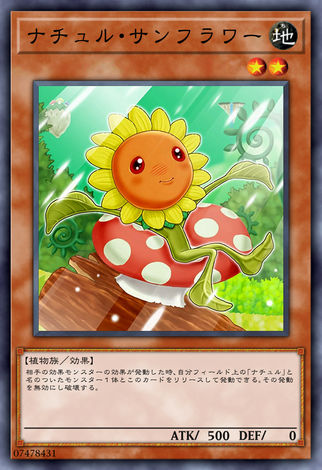 ナチュル・サンフラワー
地
【植物族／効果】
相手の効果モンスターの効果が発動した時、自分フィールド上の「ナチュル」と
名のついたモンスター１体とこのカードをリリースして発動できる。その発動
を無効にし破壊する。
ATK/ 500 DEF/ 0
07478431